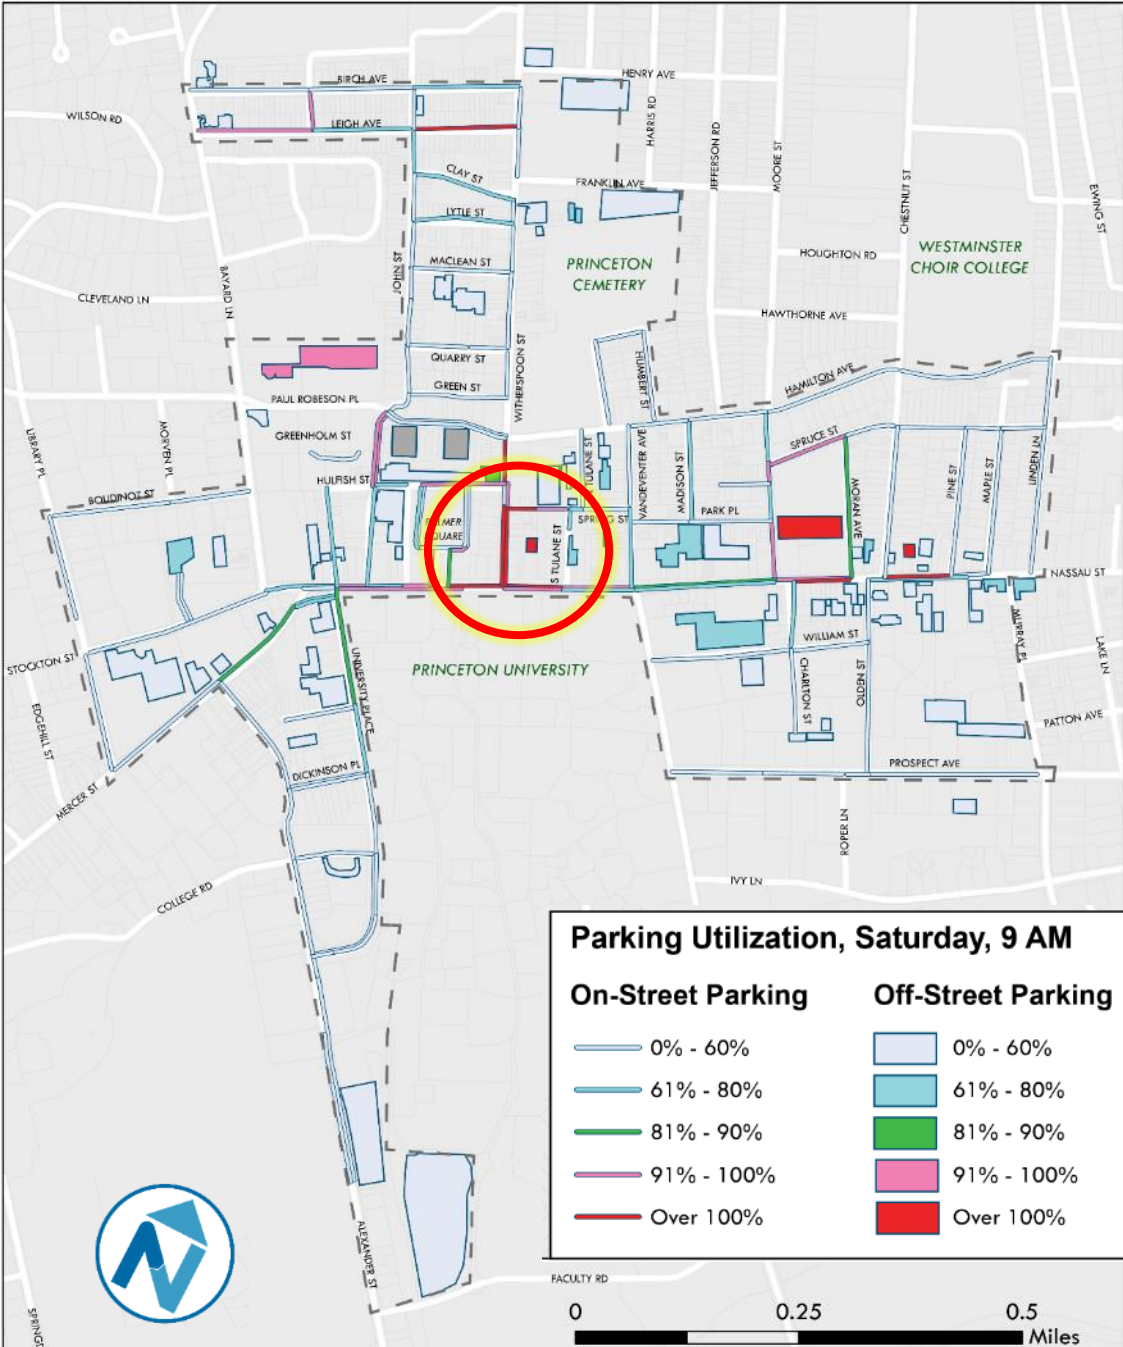 HENRY AVE
BIRCH AVE
WILSON RD
LEIGH AVE
HARRIS RD
JEFFERSON RD
MOORE ST
CHESTNUT ST
EWING ST
CLAY ST
FRANKLIN AVE
LYTLE ST
WESTMINSTER
CHOIR COLLEGE
HOUGHTON RD
PRINCETON
CEMETERY
MACLEAN ST
JOHN ST
BAYARD LN
CLEVELAND LN
HAWTHORNE AVE
WITHERSPOON ST
QUARRY ST
GREEN ST
HUMBERT ST
HAMILTON AVE
PAUL ROBESON PL
GREENHOLM ST
LIBRARY PL
MORVEN PL
SPRUCE ST
VANDEVENTER AVE
MADISON ST
MORAN AVE
PINE ST
MAPLE ST
LINDEN LN
HULFISH ST
BOUDINOT ST
TULANE ST
SPRING ST
PARK PL
PALMER
SQUARE
S TULANE ST
NASSAU ST
WILLIAM ST
MURRAY PL
LAKE LN
STOCKTON ST
PRINCETON UNIVERSITY
UNIVERSITY PLACE
CHARLTON ST
OLDEN ST
EDGEHILL ST
PATTON AVE
DICKINSON PL
PROSPECT AVE
MERCER ST
ROPER LN
IVY LN
COLLEGE RD
Parking Utilization, Saturday, 9 AM
On-Street Parking
Off-Street Parking
0% - 60%
0% - 60%
61% - 80%
61% - 80%
81% - 90%
81% - 90%
91% - 100%
91% - 100%
Over 100%
Over 100%
ALEXANDER ST
FACULTY RD
N
0
0.25
0.5
Miles